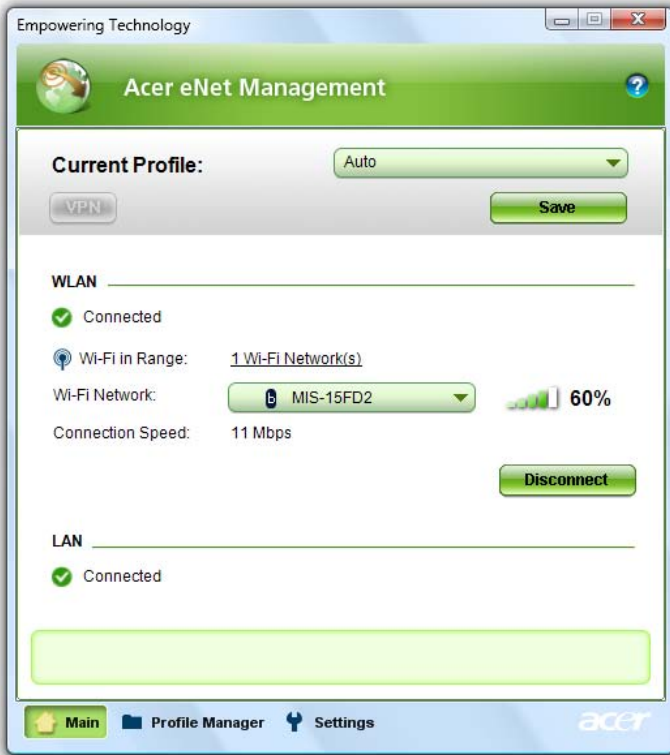 Empowering Technology
Acer eNet Management
?
Current Profile:
Auto
VPN
Save
WLAN
Connected
Wi-Fi in Range:
1 Wi-Fi Network(s)
Wi-Fi Network:
b MIS-15FD2
60%
Connection Speed:
11 Mbps
Disconnect
LAN
Connected
Main
Profile Manager
Settings
acer